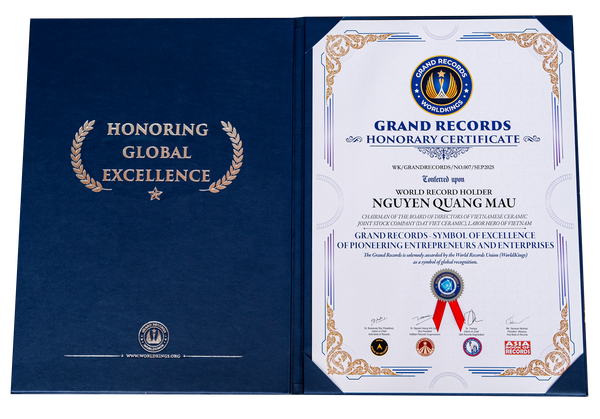 HONORING
GLOBAL
EXCELLENCE
WWW.WORLDKINGS.ORG
GRAND RECORDS
WORLDKINGS
GRAND RECORDS
HONORARY CERTIFICATE
WK/GRANDRECORDS/NO.007/SEP2025
Conferred upon
WORLD RECORD HOLDER
NGUYEN QUANG MAU
CHAIRMAN OF THE BOARD OF DIRECTORS OF VIETNAMESE CERAMIC
JOINT STOCK COMPANY (DAT VIET CERAMIC), LABOR HERO OF VIETNAM
GRAND RECORDS - SYMBOL OF EXCELLENCE
OF PIONEERING ENTREPRENEURS AND ENTERPRISES
The Grand Records is solemnly awarded by the World Records Union (WorldKings)
as a symbol of global recognition.
ASIA
RECORDS